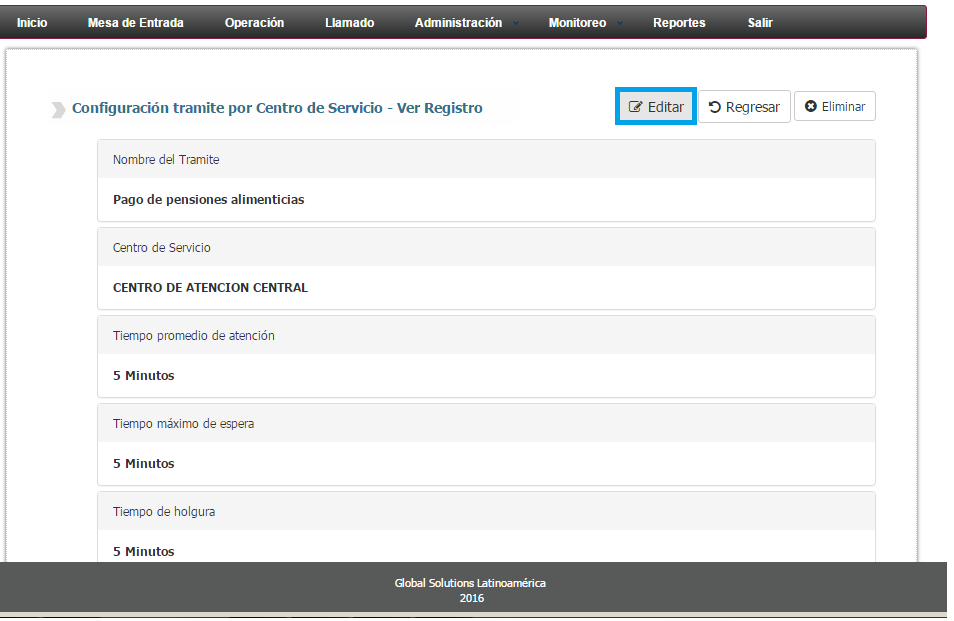 Inicio Mesa de Entrada Operación Llamado Administración Monitoreo Reportes Salir
Configuración tramite por Centro de Servicio - Ver Registro Editar Regresar Eliminar
Nombre del Tramite
Pago de pensiones alimenticias
Centro de Servicio
CENTRO DE ATENCION CENTRAL
Tiempo promedio de atención
5 Minutos
Tiempo máximo de espera
5 Minutos
Tiempo de holgura
5 Minutos
Global Solutions Latinoamérica
2016